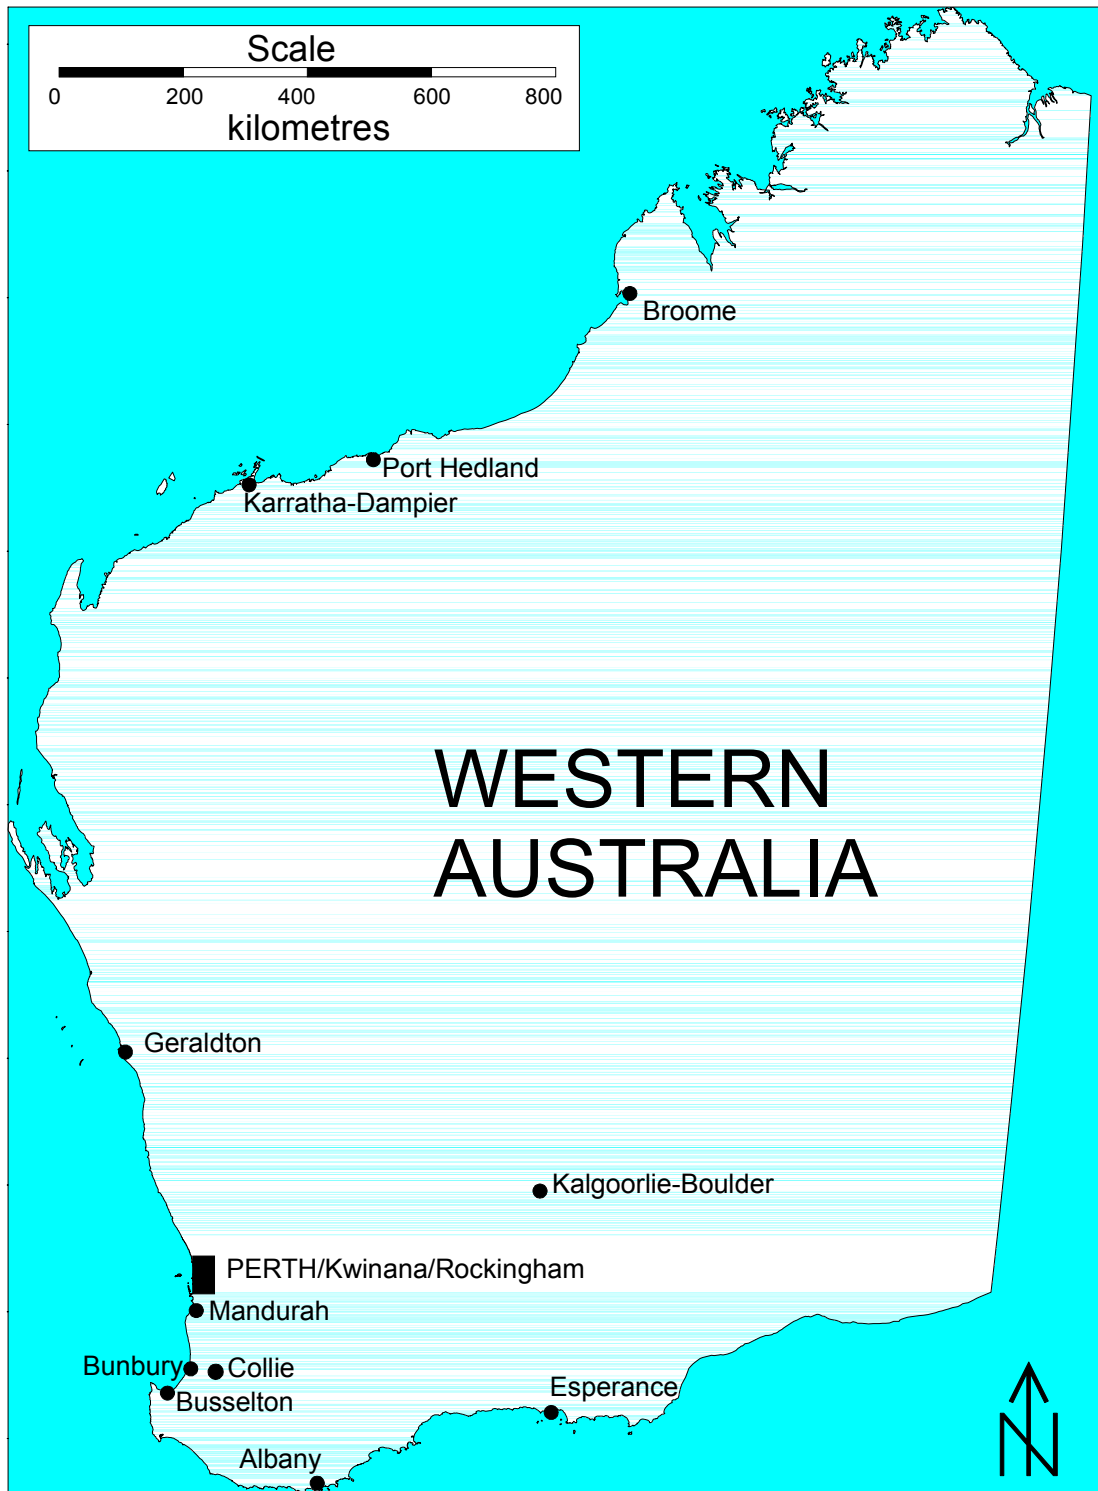 Scale
0 200 400 600 800
kilometres
Broome
Port Hedland
Karratha-Dampier
WESTERN
AUSTRALIA
Geraldton
Kalgoorlie-Boulder
PERTH/Kwinana/Rockingham
Mandurah
Bunbury
Collie
Busselton
Esperance
Albany
N